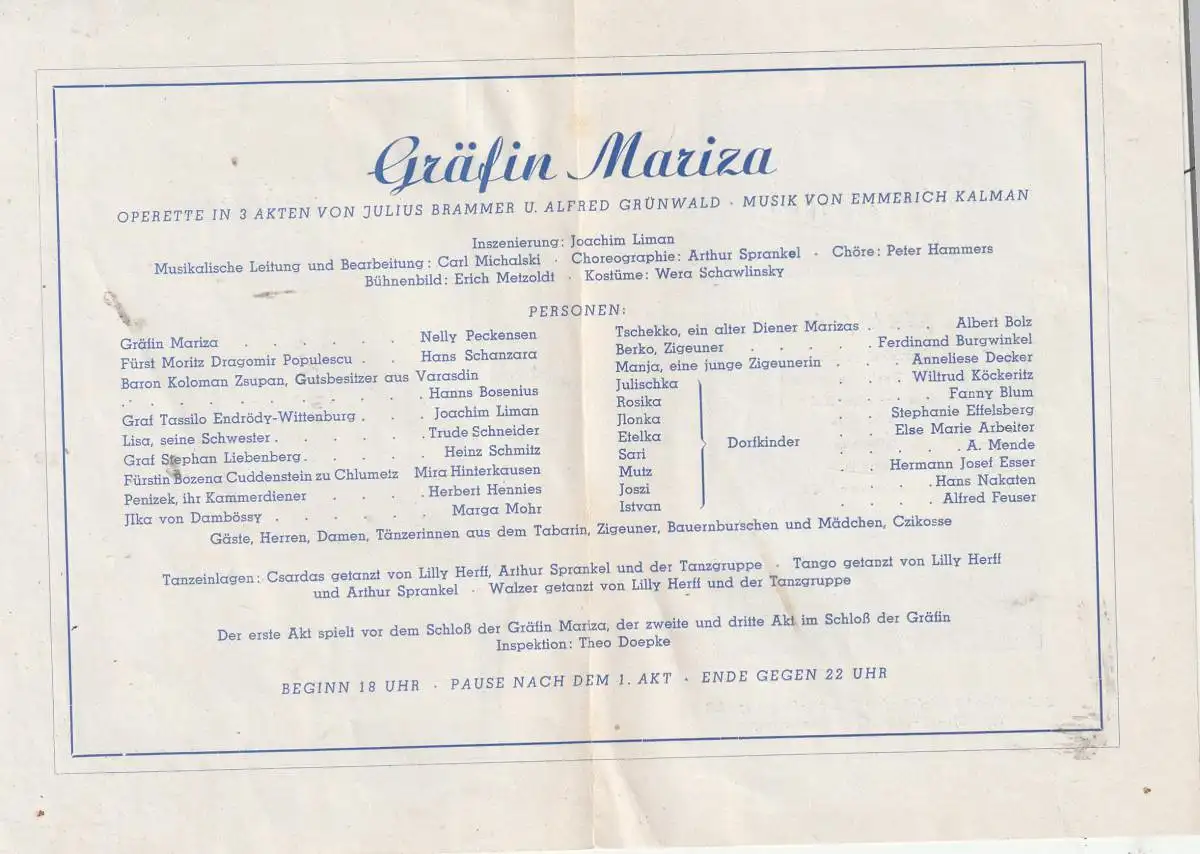 Gräfin Mariza
OPERETTE IN 3 AKTEN VON JULIUS BRAMMER U. ALFRED GRÜNWALD · MUSIK VON EMMERICH KALMAN
Inszenierung: Joachim Liman
Musikalische Leitung und Bearbeitung: Carl Michalski · Choreographie: Arthur Sprankel · Chöre: Peter Hammers
Bühnenbild: Erich Metzoldt · Kostüme: Wera Schawlinsky
PERSONEN:
Gräfin Mariza . . . . . . Nelly Peckensen
Fürst Moritz Dragomir Populescu . . Hans Schanzara
Baron Koloman Zsupan, Gutsbesitzer aus Varasdin
. . . . . . . . . . . Hanns Bosenius
Graf Tassilo Endrödy-Wittenburg . . . Joachim Liman
Lisa, seine Schwester . . . . . Trude Schneider
Graf Stephan Liebenberg . . . . . Heinz Schmitz
Fürstin Bozena Cuddenstein zu Chlumetz Mira Hinterkausen
Penizek, ihr Kammerdiener . . . . Herbert Hennies
Jlka von Dambössy . . . . . Marga Mohr
Tschekko, ein alter Diener Marizas . . . Albert Bolz
Berko, Zigeuner . . . . . . Ferdinand Burgwinkel
Manja, eine junge Zigeunerin . . . Anneliese Decker
Julischka . . . Wiltrud Köckeritz
Rosika . . . Fanny Blum
Jlonka . . Stephanie Effelsberg
Etelka . . Else Marie Arbeiter
Sari Dorfkinder . . . . A. Mende
Mutz . . Hermann Josef Esser
Joszi . . . . Hans Nakaten
Istvan . . . . Alfred Feuser
Gäste, Herren, Damen, Tänzerinnen aus dem Tabarin, Zigeuner, Bauernburschen und Mädchen, Czikosse
Tanzeinlagen: Csardas getanzt von Lilly Herff, Arthur Sprankel und der Tanzgruppe · Tango getanzt von Lilly Herff
und Arthur Sprankel · Walzer getanzt von Lilly Herff und der Tanzgruppe
Der erste Akt spielt vor dem Schloß der Gräfin Mariza, der zweite und dritte Akt im Schloß der Gräfin
Inspektion: Theo Doepke
BEGINN 18 UHR · PAUSE NACH DEM 1. AKT · ENDE GEGEN 22 UHR